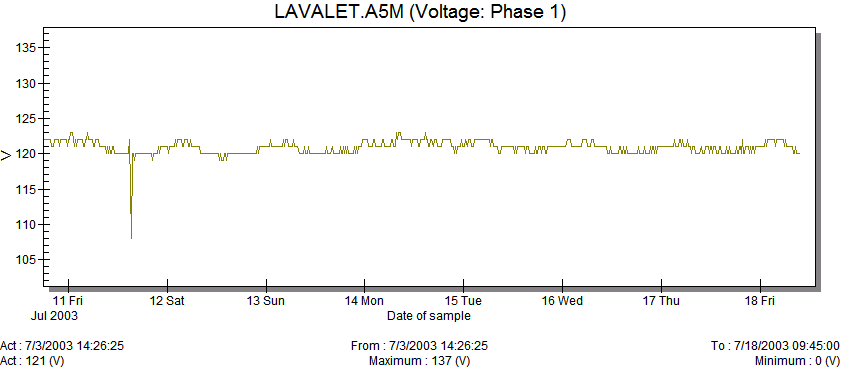 LAVALET.A5M (Voltage: Phase 1)
135
130
125
120
115
110
105
V
11 Fri 12 Sat 13 Sun 14 Mon 15 Tue 16 Wed 17 Thu 18 Fri
Jul 2003 Date of sample
Act : 7/3/2003 14:26:25 From : 7/3/2003 14:26:25 To : 7/18/2003 09:45:00
Act : 121 (V) Maximum : 137 (V) Minimum : 0 (V)